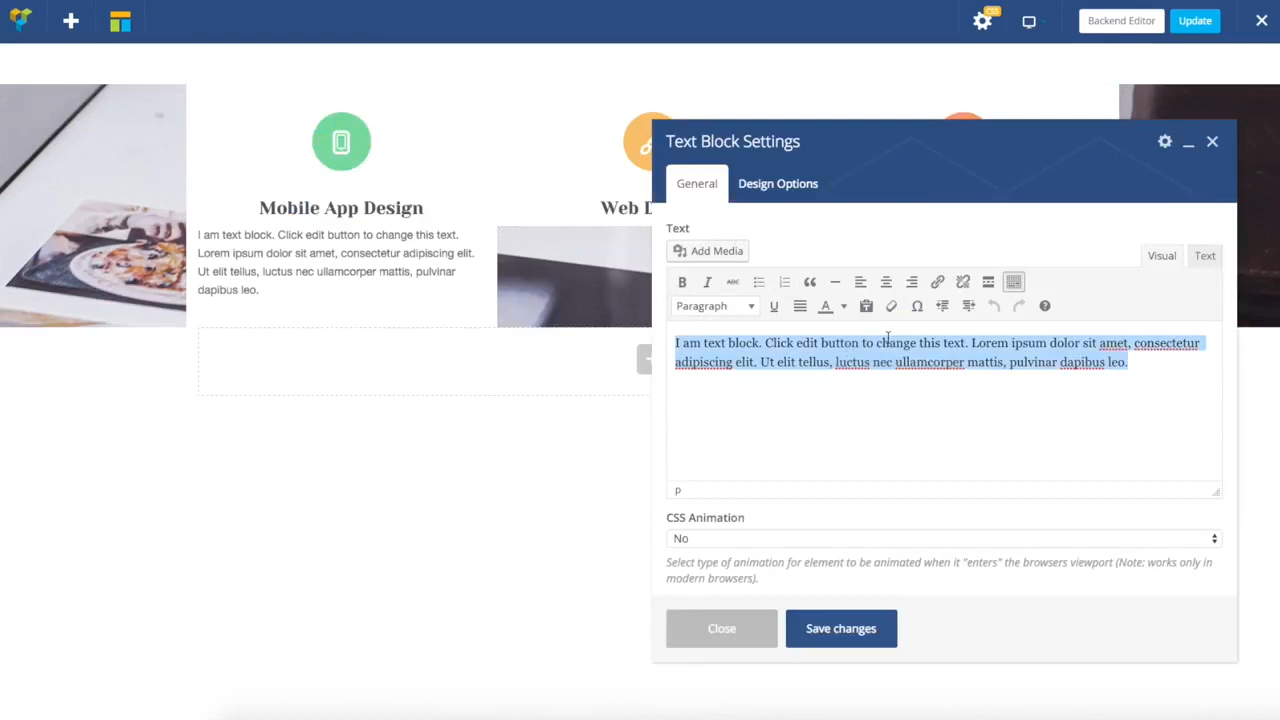 CSS
Backend Editor
Update
Mobile App Design
I am text block. Click edit button to change this text.
Lorem ipsum dolor sit amet, consectetur adipiscing elit.
Ut elit tellus, luctus nec ullamcorper mattis, pulvinar
dapibus leo.
Web D
Text Block Settings
General
Design Options
Text
Add Media
Visual
Text
B
I
ABC
Paragraph
U
A
Ω
I am text block. Click edit button to change this text. Lorem ipsum dolor sit amet, consectetur
adipiscing elit. Ut elit tellus, luctus nec ullamcorper mattis, pulvinar dapibus leo.
p
CSS Animation
No
Select type of animation for element to be animated when it "enters" the browsers viewport (Note: works only in
modern browsers).
Close
Save changes